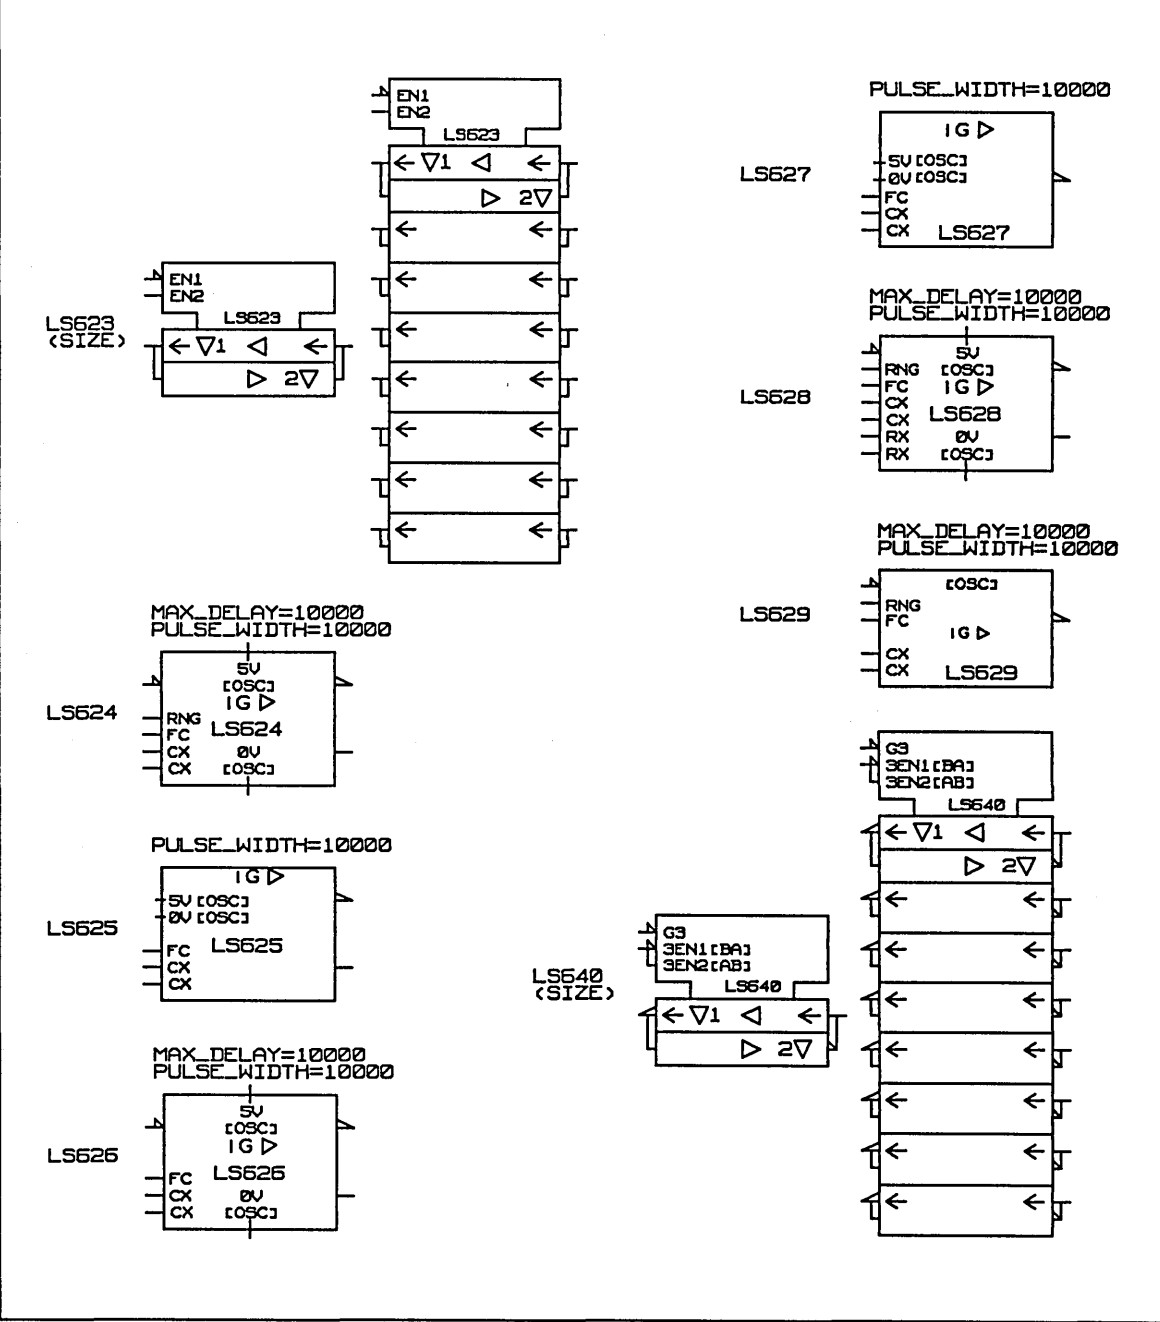 EN1
EN2
LS623
1
2
LS623
(SIZE)
EN1
EN2
LS623
1
2
MAX_DELAY=10000
PULSE_WIDTH=10000
LS624
5V
[OSC]
1G
RNG
LS624
FC
CX
0V
CX
[OSC]
PULSE_WIDTH=10000
LS625
1G
5V[OSC]
0V[OSC]
LS625
FC
CX
CX
MAX_DELAY=10000
PULSE_WIDTH=10000
LS626
5V
[OSC]
1G
LS626
FC
CX
0V
CX
[OSC]
PULSE_WIDTH=10000
LS627
1G
5V[OSC]
0V[OSC]
FC
CX
CX
LS627
MAX_DELAY=10000
PULSE_WIDTH=10000
LS628
5V
RNG
[OSC]
FC
1G
CX
LS628
CX
RX
0V
RX
[OSC]
MAX_DELAY=10000
PULSE_WIDTH=10000
LS629
[OSC]
RNG
FC
1G
CX
CX
LS629
LS640
(SIZE)
G3
3EN1[BA]
3EN2[AB]
LS640
1
2
G3
3EN1[BA]
3EN2[AB]
LS640
1
2